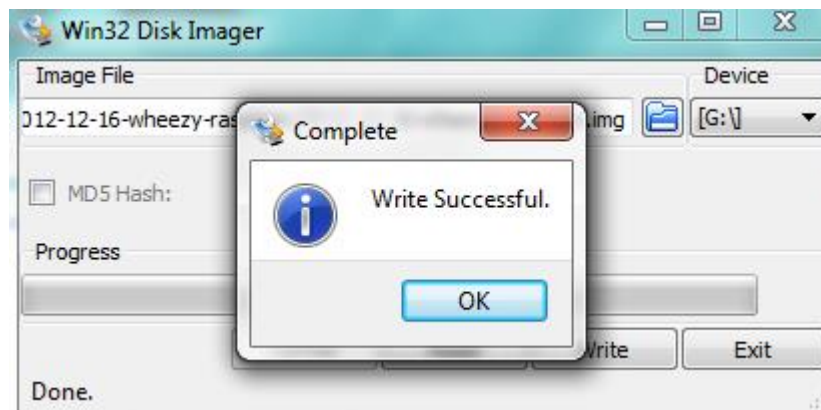 Win32 Disk Imager
Image File
Device
012-12-16-wheezy-ras
.img
[G:\]
Complete
MD5 Hash:
Write Successful.
Progress
OK
Write
Exit
Done.